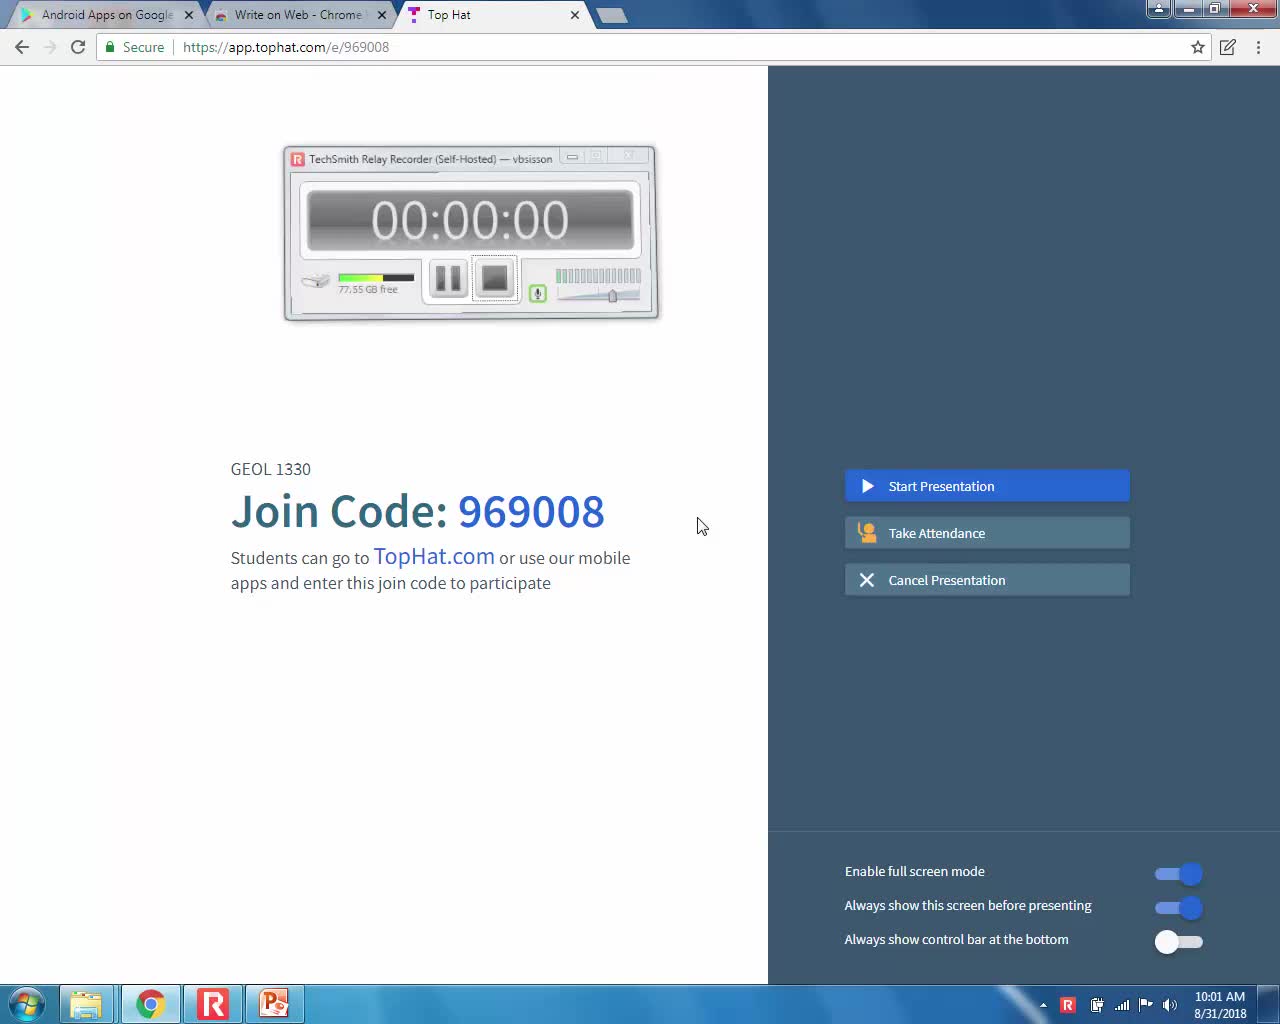 Android Apps on Google
Write on Web - Chrome
Top Hat
Secure
https://app.tophat.com/e/969008
TechSmith Relay Recorder (Self-Hosted) — vbsisson
00:00:00
77.55 GB free
GEOL 1330
Join Code: 969008
Students can go to TopHat.com or use our mobile
apps and enter this join code to participate
Start Presentation
Take Attendance
Cancel Presentation
Enable full screen mode
Always show this screen before presenting
Always show control bar at the bottom
10:01 AM
8/31/2018